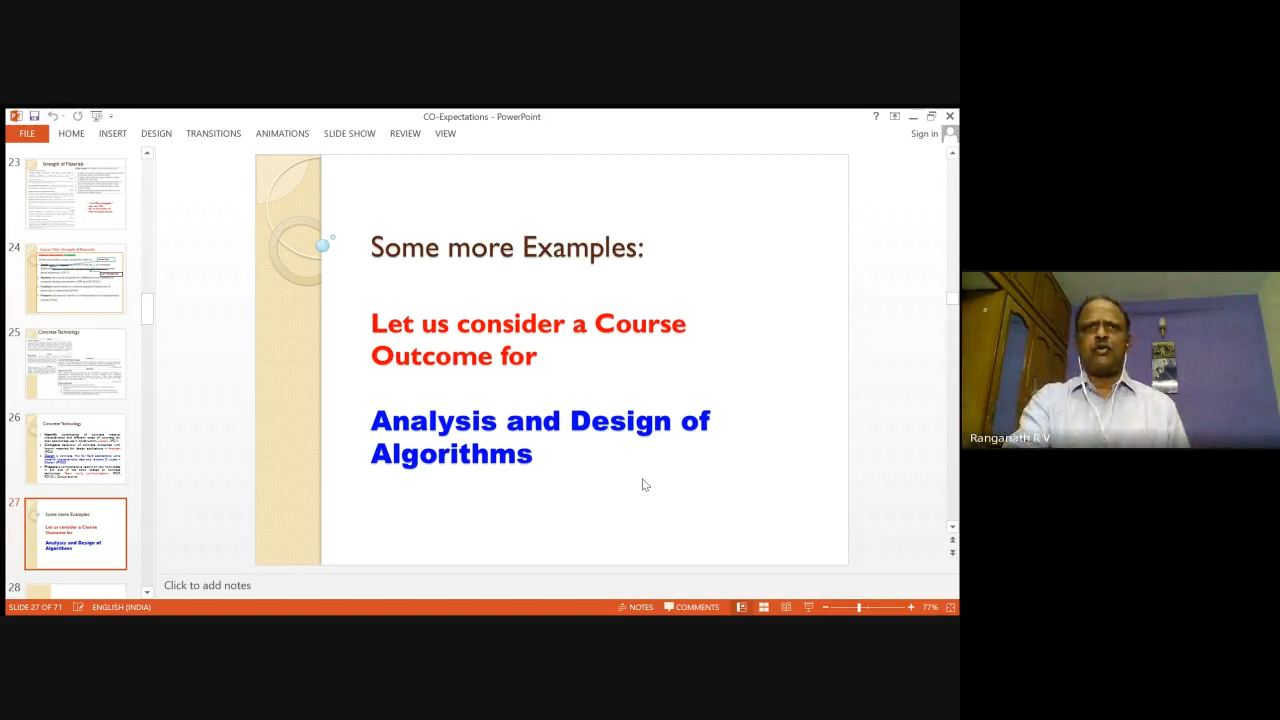 CO-Expectations - PowerPoint
?
Sign in
FILE HOME INSERT DESIGN TRANSITIONS ANIMATIONS SLIDE SHOW REVIEW VIEW
23
Strength of Materials
24
25
Concrete Technology
26
Concrete Technology
27
Some more Examples:
Let us consider a Course
Outcome for
Analysis and Design of
Algorithms
28
Some more Examples:
Let us consider a Course
Outcome for
Analysis and Design of
Algorithms
Click to add notes
SLIDE 27 OF 71 ENGLISH (INDIA) NOTES COMMENTS 77%
Ranganath R V